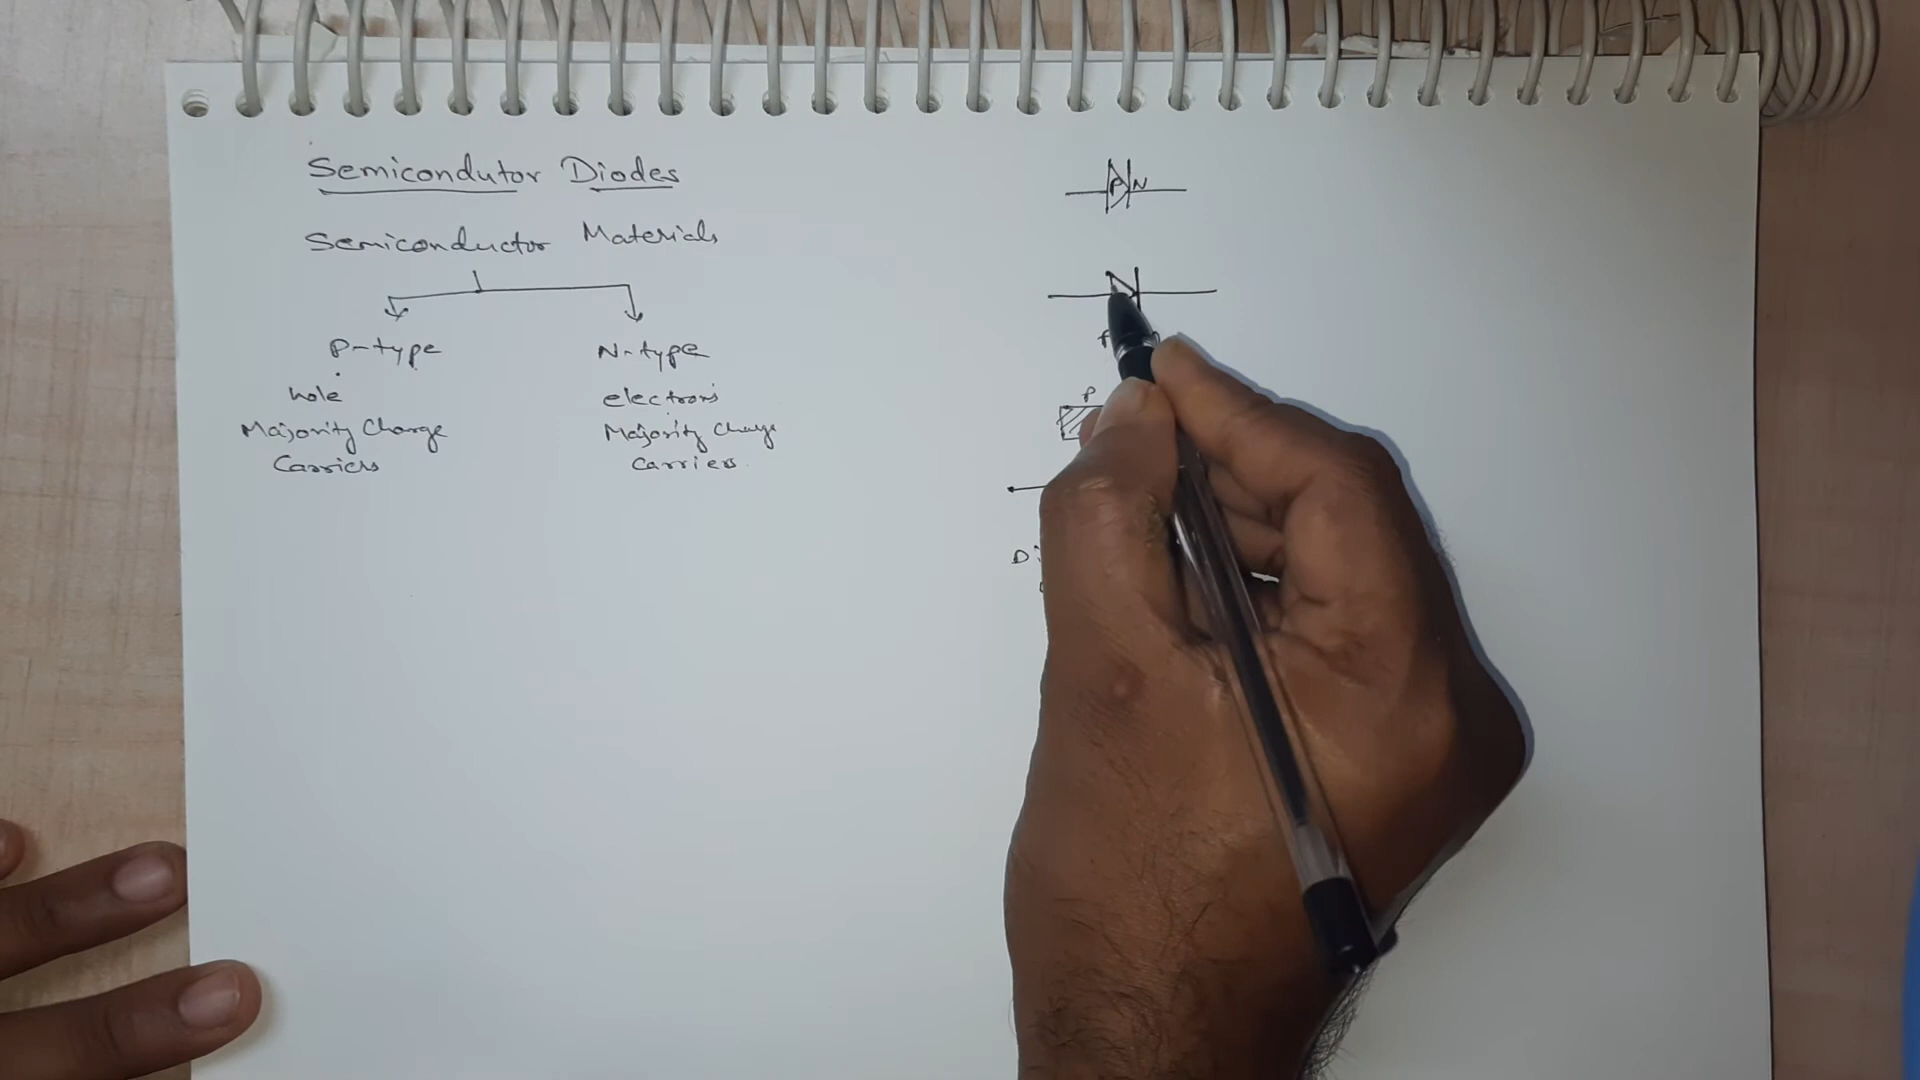 Semicondutor Diodes
Semiconductor Materials
P-type
N-type
hole
Majority Charge
Carriers
electrons
Majority Charge
Carriers.
P N
P